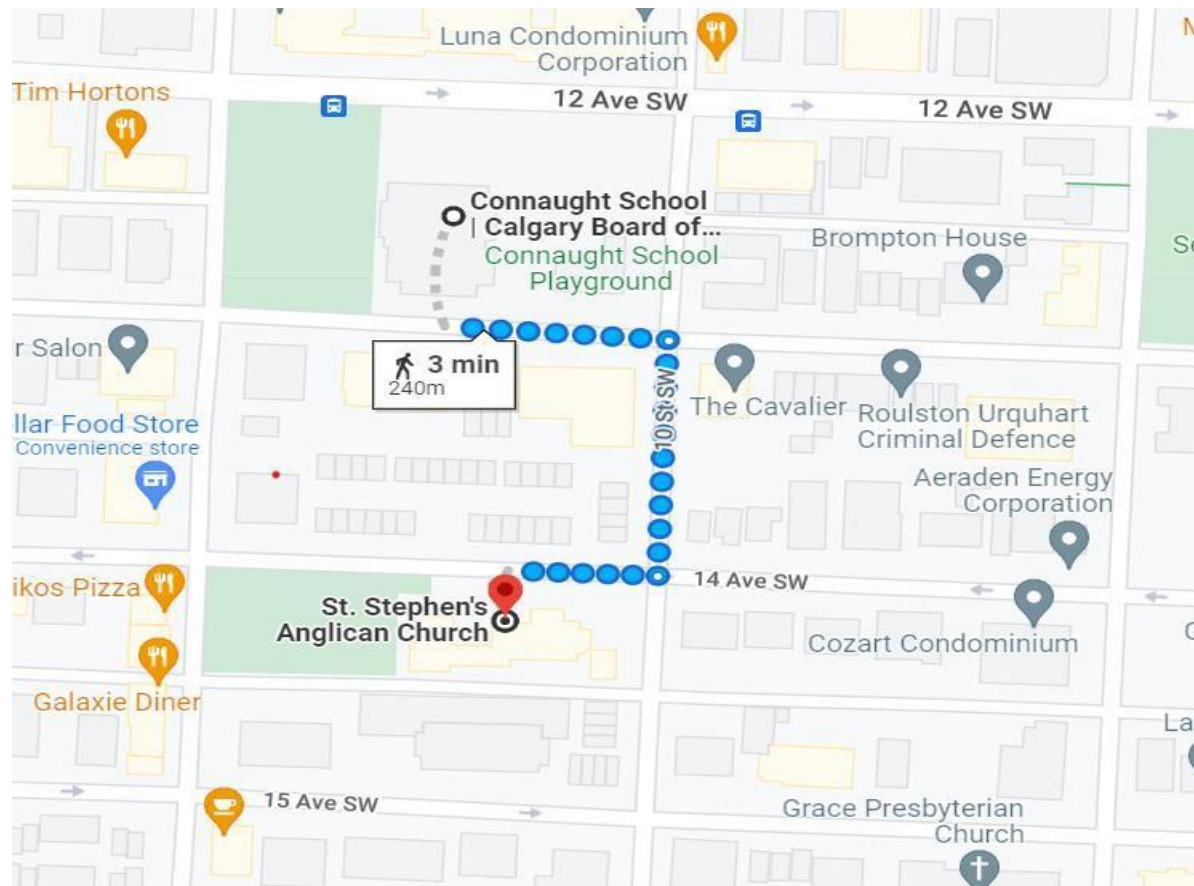 Luna Condominium
Corporation
M
Tim Hortons
12 Ave SW
12 Ave SW
Connaught School
| Calgary Board of...
Connaught School
Playground
Brompton House
Se
r Salon
3 min
240m
10 St SW
The Cavalier
Roulston Urquhart
Criminal Defence
llar Food Store
Convenience store
Aeraden Energy
Corporation
14 Ave SW
ikos Pizza
St. Stephen's
Anglican Church
Cozart Condominium
Galaxie Diner
La
15 Ave SW
Grace Presbyterian
Church